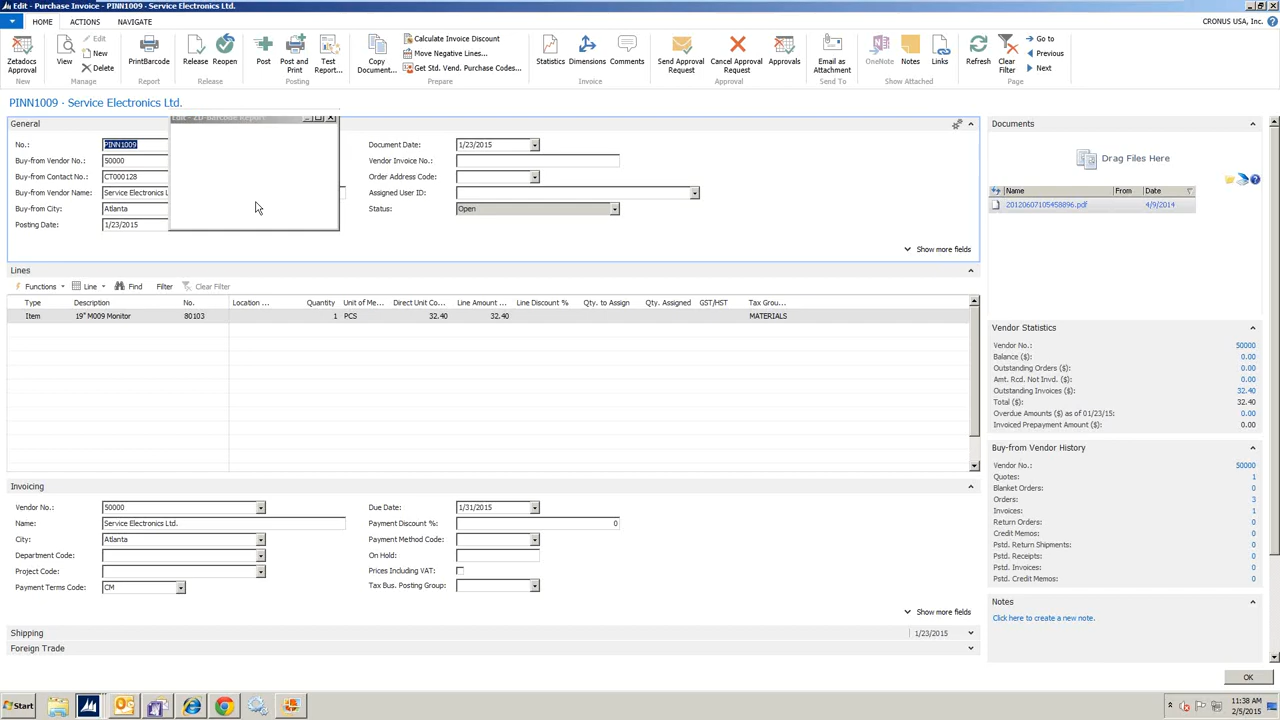 Edit - Purchase Invoice - PINN1009 · Service Electronics Ltd.
HOME ACTIONS NAVIGATE CRONUS USA, Inc.
Zetadocs Approval
New
View
Edit
New
Delete
Manage
PrintBarcode
Report
Release
Reopen
Release
Post
Post and Print
Test Report...
Posting
Copy Document...
Calculate Invoice Discount
Move Negative Lines...
Get Std. Vend. Purchase Codes...
Prepare
Statistics
Dimensions
Comments
Invoice
Send Approval Request
Cancel Approval Request
Approvals
Approval
Email as Attachment
Send To
OneNote
Notes
Links
Show Attached
Refresh
Clear Filter
Go to
Previous
Next
Page
PINN1009 · Service Electronics Ltd.
General
Edit - 2D-Barcode Report
No.: PINN1009
Buy-from Vendor No.: 50000
Buy-from Contact No.: CT000128
Buy-from Vendor Name: Service Electronics L
Buy-from City: Atlanta
Posting Date: 1/23/2015
Document Date: 1/23/2015
Vendor Invoice No.:
Order Address Code:
Assigned User ID:
Status: Open
Show more fields
Lines
Functions Line Find Filter Clear Filter
Type Description No. Location ... Quantity Unit of Me... Direct Unit Co... Line Amount ... Line Discount % Qty. to Assign Qty. Assigned GST/HST Tax Grou...
Item 19" M009 Monitor 80103 1 PCS 32.40 32.40 MATERIALS
Invoicing
Vendor No.: 50000
Name: Service Electronics Ltd.
City: Atlanta
Department Code:
Project Code:
Payment Terms Code: CM
Due Date: 1/31/2015
Payment Discount %: 0
Payment Method Code:
On Hold:
Prices Including VAT:
Tax Bus. Posting Group:
Show more fields
Shipping 1/23/2015
Foreign Trade
Documents
Drag Files Here
Name From Date
20120607105458896.pdf 4/9/2014
Vendor Statistics
Vendor No.: 50000
Balance ($): 0.00
Outstanding Orders ($): 0.00
Amt. Rcd. Not Invd. ($): 0.00
Outstanding Invoices ($): 32.40
Total ($): 32.40
Overdue Amounts ($) as of 01/23/15: 0.00
Invoiced Prepayment Amount ($): 0.00
Buy-from Vendor History
Vendor No.: 50000
Quotes: 1
Blanket Orders: 0
Orders: 3
Invoices: 1
Return Orders: 0
Credit Memos: 0
Pstd. Return Shipments: 0
Pstd. Receipts: 0
Pstd. Invoices: 0
Pstd. Credit Memos: 0
Notes
Click here to create a new note.
OK
Start
11:38 AM
2/5/2015